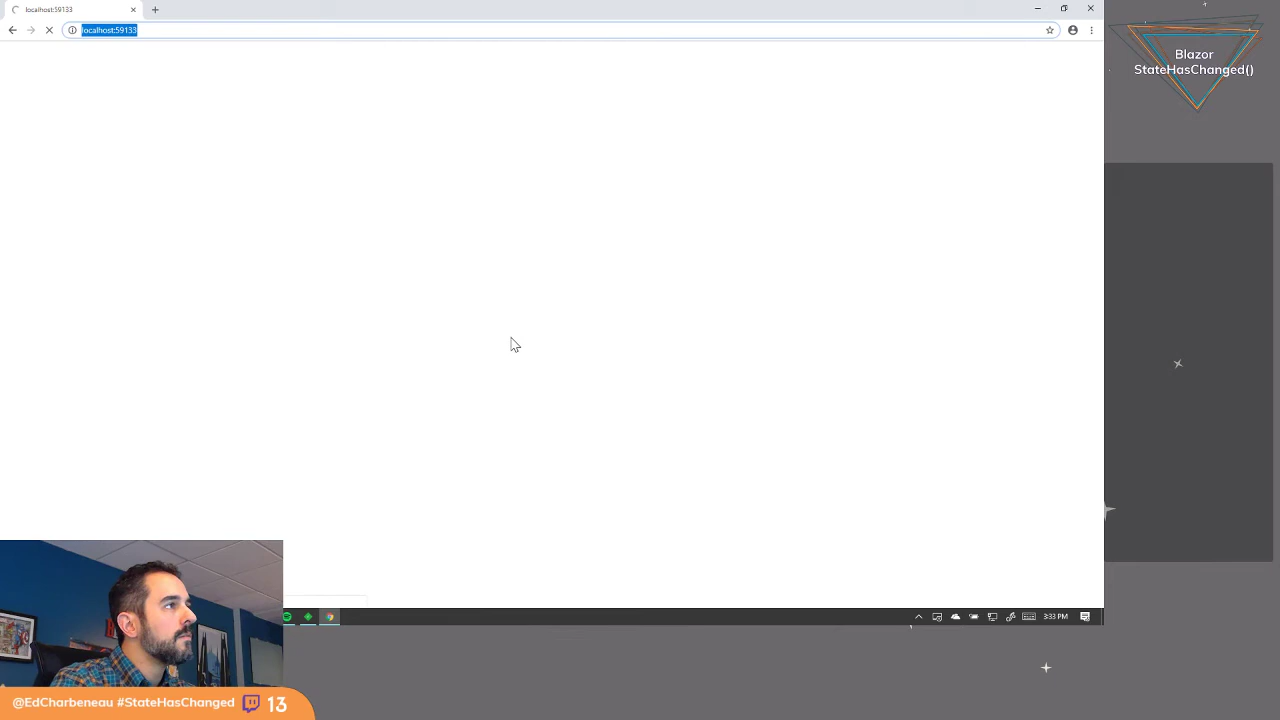 localhost:59133
localhost:59133
Blazor
StateHasChanged()
3:33 PM
@EdCharbeneau #StateHasChanged 13